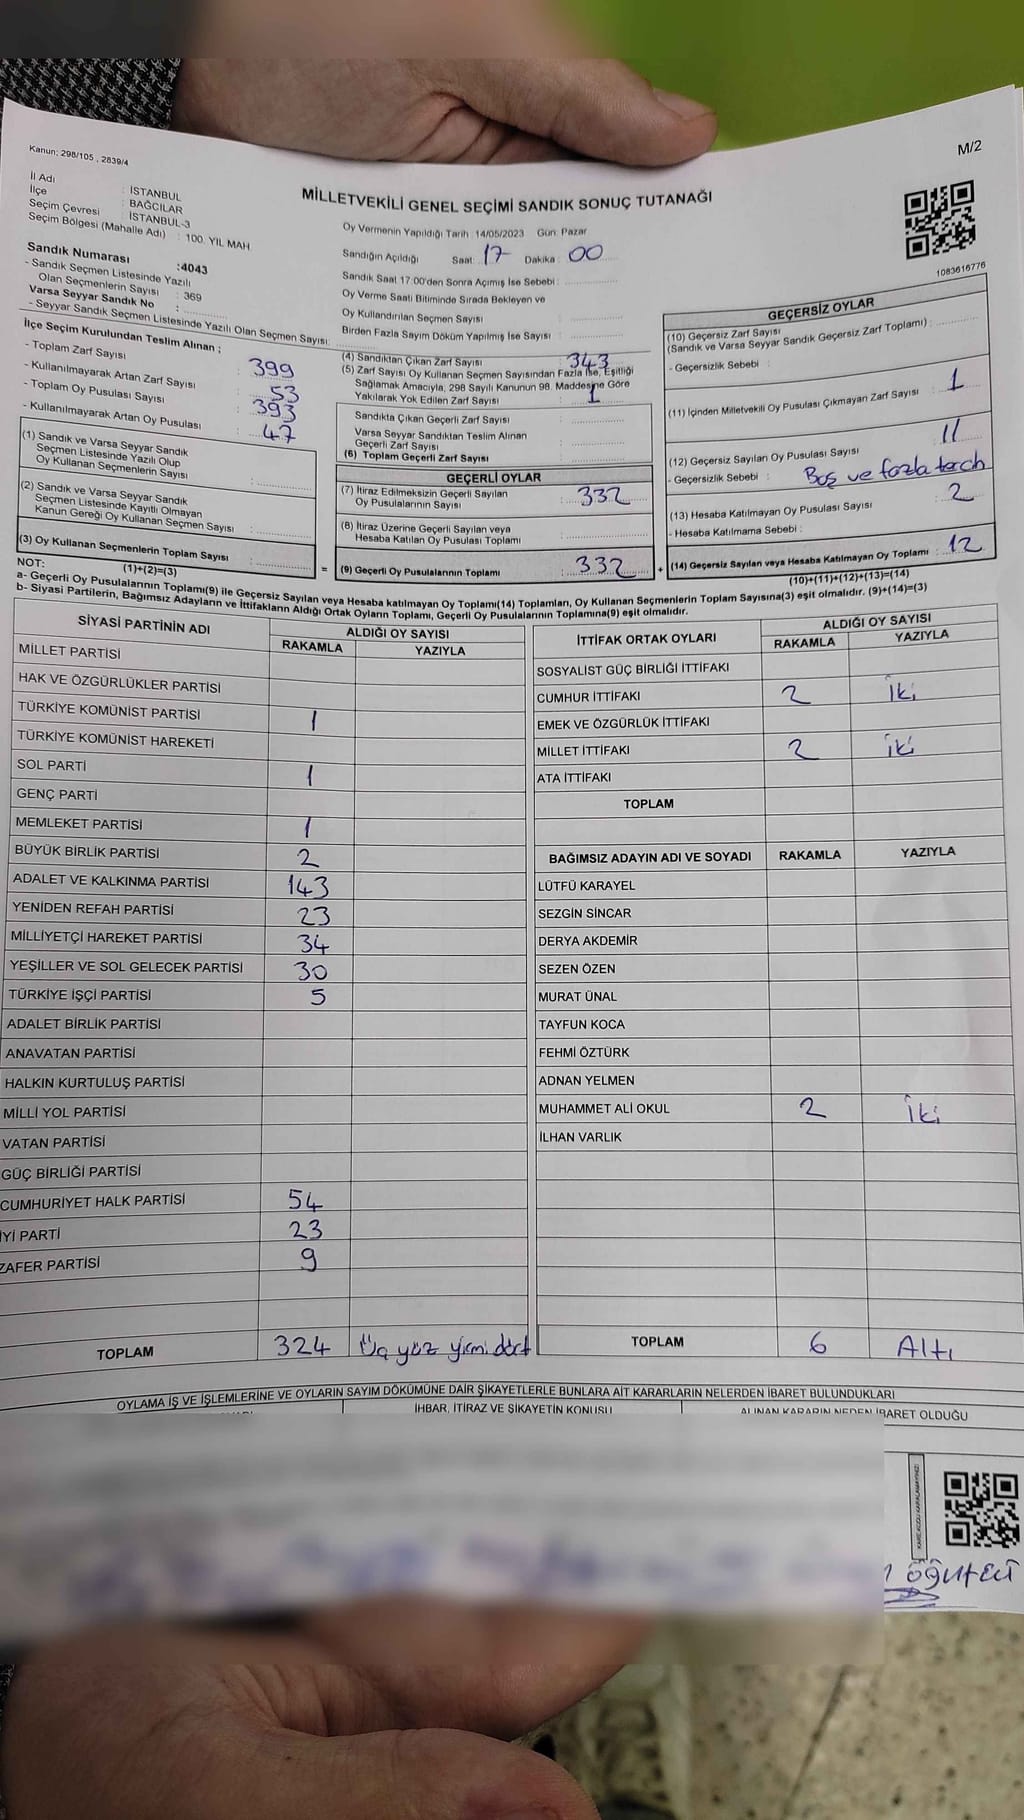 Kanun; 298/105 , 2839/4
M/2
İl Adı : İSTANBUL
İlçe : BAĞCILAR
Seçim Çevresi : İSTANBUL-3
Seçim Bölgesi (Mahalle Adı) : 100. YIL MAH
MİLLETVEKİLİ GENEL SEÇİMİ SANDIK SONUÇ TUTANAĞI
Oy Vermenin Yapıldığı Tarih : 14/05/2023 Gün: Pazar
Sandığın Açıldığı Saat : 17 Dakika : 00
Sandık Saat 17.00'den Sonra Açımış İse Sebebi :
Oy Verme Saati Bitiminde Sırada Bekleyen ve
Oy Kullandırılan Seçmen Sayısı :
Birden Fazla Sayım Döküm Yapılmış İse Sayısı :
1083616776
Sandık Numarası :4043
- Sandık Seçmen Listesinde Yazılı
Olan Seçmenlerin Sayısı : 369
Varsa Seyyar Sandık No :
- Seyyar Sandık Seçmen Listesinde Yazılı Olan Seçmen Sayısı:
İlçe Seçim Kurulundan Teslim Alınan ;
- Toplam Zarf Sayısı : 399
- Kullanılmayarak Artan Zarf Sayısı : 53
- Toplam Oy Pusulası Sayısı : 393
- Kullanılmayarak Artan Oy Pusulası : 47
(1) Sandık ve Varsa Seyyar Sandık
Seçmen Listesinde Yazılı Olup
Oy Kullanan Seçmenlerin Sayısı :
(2) Sandık ve Varsa Seyyar Sandık
Seçmen Listesinde Kayıtlı Olmayan
Kanun Gereği Oy Kullanan Seçmen Sayısı :
(3) Oy Kullanan Seçmenlerin Toplam Sayısı :
(1)+(2)=(3)
(4) Sandıktan Çıkan Zarf Sayısı : 343
(5) Zarf Sayısı Oy Kullanan Seçmen Sayısından Fazla İse, Eşitliği
Sağlamak Amacıyla, 298 Sayılı Kanunun 98. Maddesine Göre
Yakılarak Yok Edilen Zarf Sayısı : 1
Sandıkta Çıkan Geçerli Zarf Sayısı :
Varsa Seyyar Sandıktan Teslim Alınan
Geçerli Zarf Sayısı :
(6) Toplam Geçerli Zarf Sayısı :
GEÇERLİ OYLAR
(7) İtiraz Edilmeksizin Geçerli Sayılan
Oy Pusulalarının Sayısı : 332
(8) İtiraz Üzerine Geçerli Sayılan veya
Hesaba Katılan Oy Pusulası Toplamı :
= (9) Geçerli Oy Pusulalarının Toplamı : 332 +
GEÇERSİZ OYLAR
(10) Geçersiz Zarf Sayısı
(Sandık ve Varsa Seyyar Sandık Geçersiz Zarf Toplamı) :
- Geçersizlik Sebebi :
(11) İçinden Milletvekili Oy Pusulası Çıkmayan Zarf Sayısı : 1
(12) Geçersiz Sayılan Oy Pusulası Sayısı : 11
- Geçersizlik Sebebi : Boş ve fazla terch
(13) Hesaba Katılmayan Oy Pusulası Sayısı : 2
- Hesaba Katılmama Sebebi :
(14) Geçersiz Sayılan veya Hesaba Katılmayan Oy Toplamı : 12
(10)+(11)+(12)+(13)=(14)
NOT:
a- Geçerli Oy Pusulalarının Toplamı(9) ile Geçersiz Sayılan veya Hesaba katılmayan Oy Toplamı(14) Toplamları, Oy Kullanan Seçmenlerin Toplam Sayısına(3) eşit olmalıdır. (9)+(14)=(3)
b- Siyasi Partilerin, Bağımsız Adayların ve İttifakların Aldığı Ortak Oyların Toplamı, Geçerli Oy Pusulalarının Toplamına(9) eşit olmalıdır.
SİYASİ PARTİNİN ADI ALDIĞI OY SAYISI
RAKAMLA YAZIYLA
MİLLET PARTİSİ
HAK VE ÖZGÜRLÜKLER PARTİSİ
TÜRKİYE KOMÜNİST PARTİSİ 1
TÜRKİYE KOMÜNİST HAREKETİ
SOL PARTİ 1
GENÇ PARTİ
MEMLEKET PARTİSİ 1
BÜYÜK BİRLİK PARTİSİ 2
ADALET VE KALKINMA PARTİSİ 143
YENİDEN REFAH PARTİSİ 23
MİLLİYETÇİ HAREKET PARTİSİ 34
YEŞİLLER VE SOL GELECEK PARTİSİ 30
TÜRKİYE İŞÇİ PARTİSİ 5
ADALET BİRLİK PARTİSİ
ANAVATAN PARTİSİ
HALKIN KURTULUŞ PARTİSİ
MİLLİ YOL PARTİSİ
VATAN PARTİSİ
GÜÇ BİRLİĞİ PARTİSİ
CUMHURİYET HALK PARTİSİ 54
İYİ PARTİ 23
ZAFER PARTİSİ 9
TOPLAM 324 Üç yüz yirmi dört
İTTİFAK ORTAK OYLARI ALDIĞI OY SAYISI
RAKAMLA YAZIYLA
SOSYALİST GÜÇ BİRLİĞİ İTTİFAKI
CUMHUR İTTİFAKI 2 iki
EMEK VE ÖZGÜRLÜK İTTİFAKI
MİLLET İTTİFAKI 2 iki
ATA İTTİFAKI
TOPLAM
BAĞIMSIZ ADAYIN ADI VE SOYADI RAKAMLA YAZIYLA
LÜTFÜ KARAYEL
SEZGİN SİNCAR
DERYA AKDEMİR
SEZEN ÖZEN
MURAT ÜNAL
TAYFUN KOCA
FEHMİ ÖZTÜRK
ADNAN YELMEN
MUHAMMET ALİ OKUL 2 iki
İLHAN VARLIK
TOPLAM 6 Altı
OYLAMA İŞ VE İŞLEMLERİNE VE OYLARIN SAYIM DÖKÜMÜNE DAİR ŞİKAYETLERLE BUNLARA AİT KARARLARIN NELERDEN İBARET BULUNDUKLARI
İHBAR, İTİRAZ VE ŞİKAYETİN KONUSU
ALINAN KARARIN NEDEN İBARET OLDUĞU